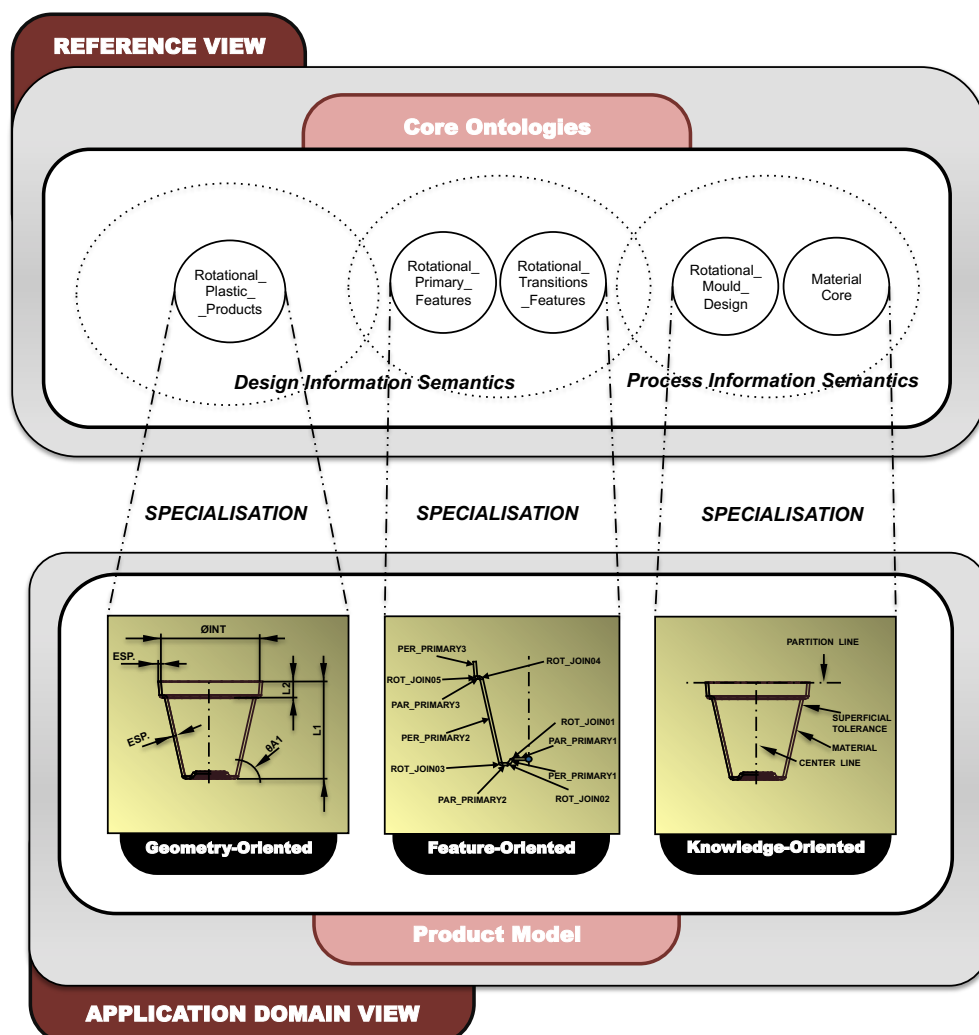 REFERENCE VIEW
Core Ontologies
Rotational_
Plastic_
_Products
Rotational_
Primary_
Features
Rotational_
Transitions
_Features
Rotational_
Mould_
Design
Material
Core
Design Information Semantics
Process Information Semantics
SPECIALISATION
SPECIALISATION
SPECIALISATION
ØINT
ESP.
L2
L1
ESP.
θA1
Geometry-Oriented
PER_PRIMARY3
ROT_JOIN04
ROT_JOIN05
PAR_PRIMARY3
ROT_JOIN01
PER_PRIMARY2
PAR_PRIMARY1
ROT_JOIN03
PER_PRIMARY1
PAR_PRIMARY2
ROT_JOIN02
Feature-Oriented
PARTITION LINE
SUPERFICIAL
TOLERANCE
MATERIAL
CENTER LINE
Knowledge-Oriented
Product Model
APPLICATION DOMAIN VIEW